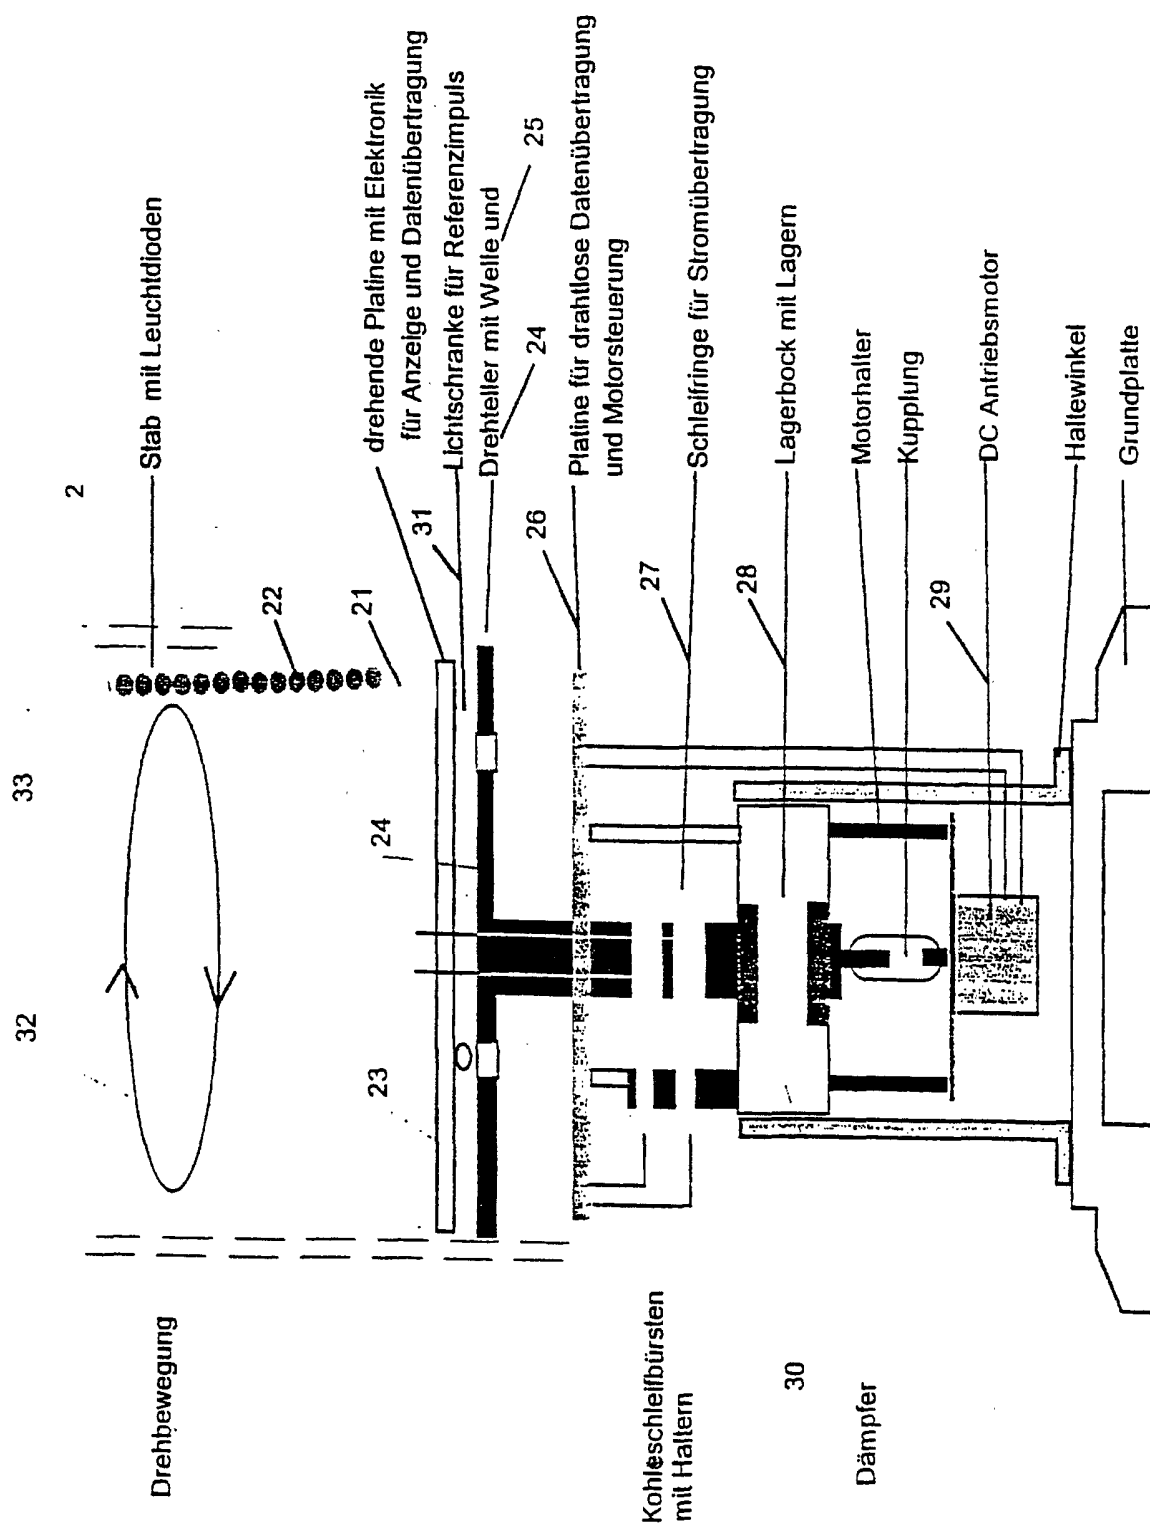 33
32
2
Drehbewegung
Stab mit Leuchtdioden
22
21
drehende Platine mit Elektronik
für Anzeige und Datenübertragung
31
Lichtschranke für Referenzimpuls
23
24
Drehteller mit Welle und
24
25
26
Platine für drahtlose Datenübertragung
und Motorsteuerung
Kohleschleifbürsten
mit Haltern
27
Schleifringe für Stromübertragung
28
Lagerbock mit Lagern
30
Dämpfer
Motorhalter
Kupplung
29
DC Antriebsmotor
Haltewinkel
Grundplatte